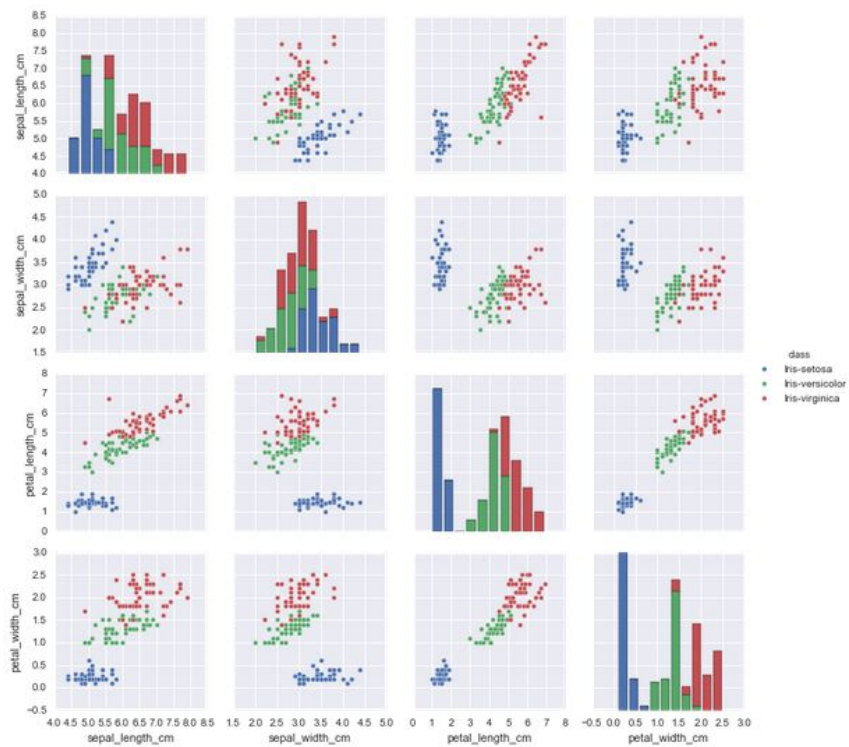 8.5
8.0
7.5
7.0
6.5
6.0
5.5
5.0
4.5
4.0
sepal_length_cm
5.0
4.5
4.0
3.5
3.0
2.5
2.0
1.5
sepal_width_cm
class
Iris-setosa
Iris-versicolor
Iris-virginica
8
7
6
5
4
3
2
1
0
petal_length_cm
3.0
2.5
2.0
1.5
1.0
0.5
0.0
−0.5
petal_width_cm
4.0 4.5 5.0 5.5 6.0 6.5 7.0 7.5 8.0 8.5
sepal_length_cm
1.5 2.0 2.5 3.0 3.5 4.0 4.5 5.0
sepal_width_cm
0 1 2 3 4 5 6 7 8
petal_length_cm
−0.5 0.0 0.5 1.0 1.5 2.0 2.5 3.0
petal_width_cm